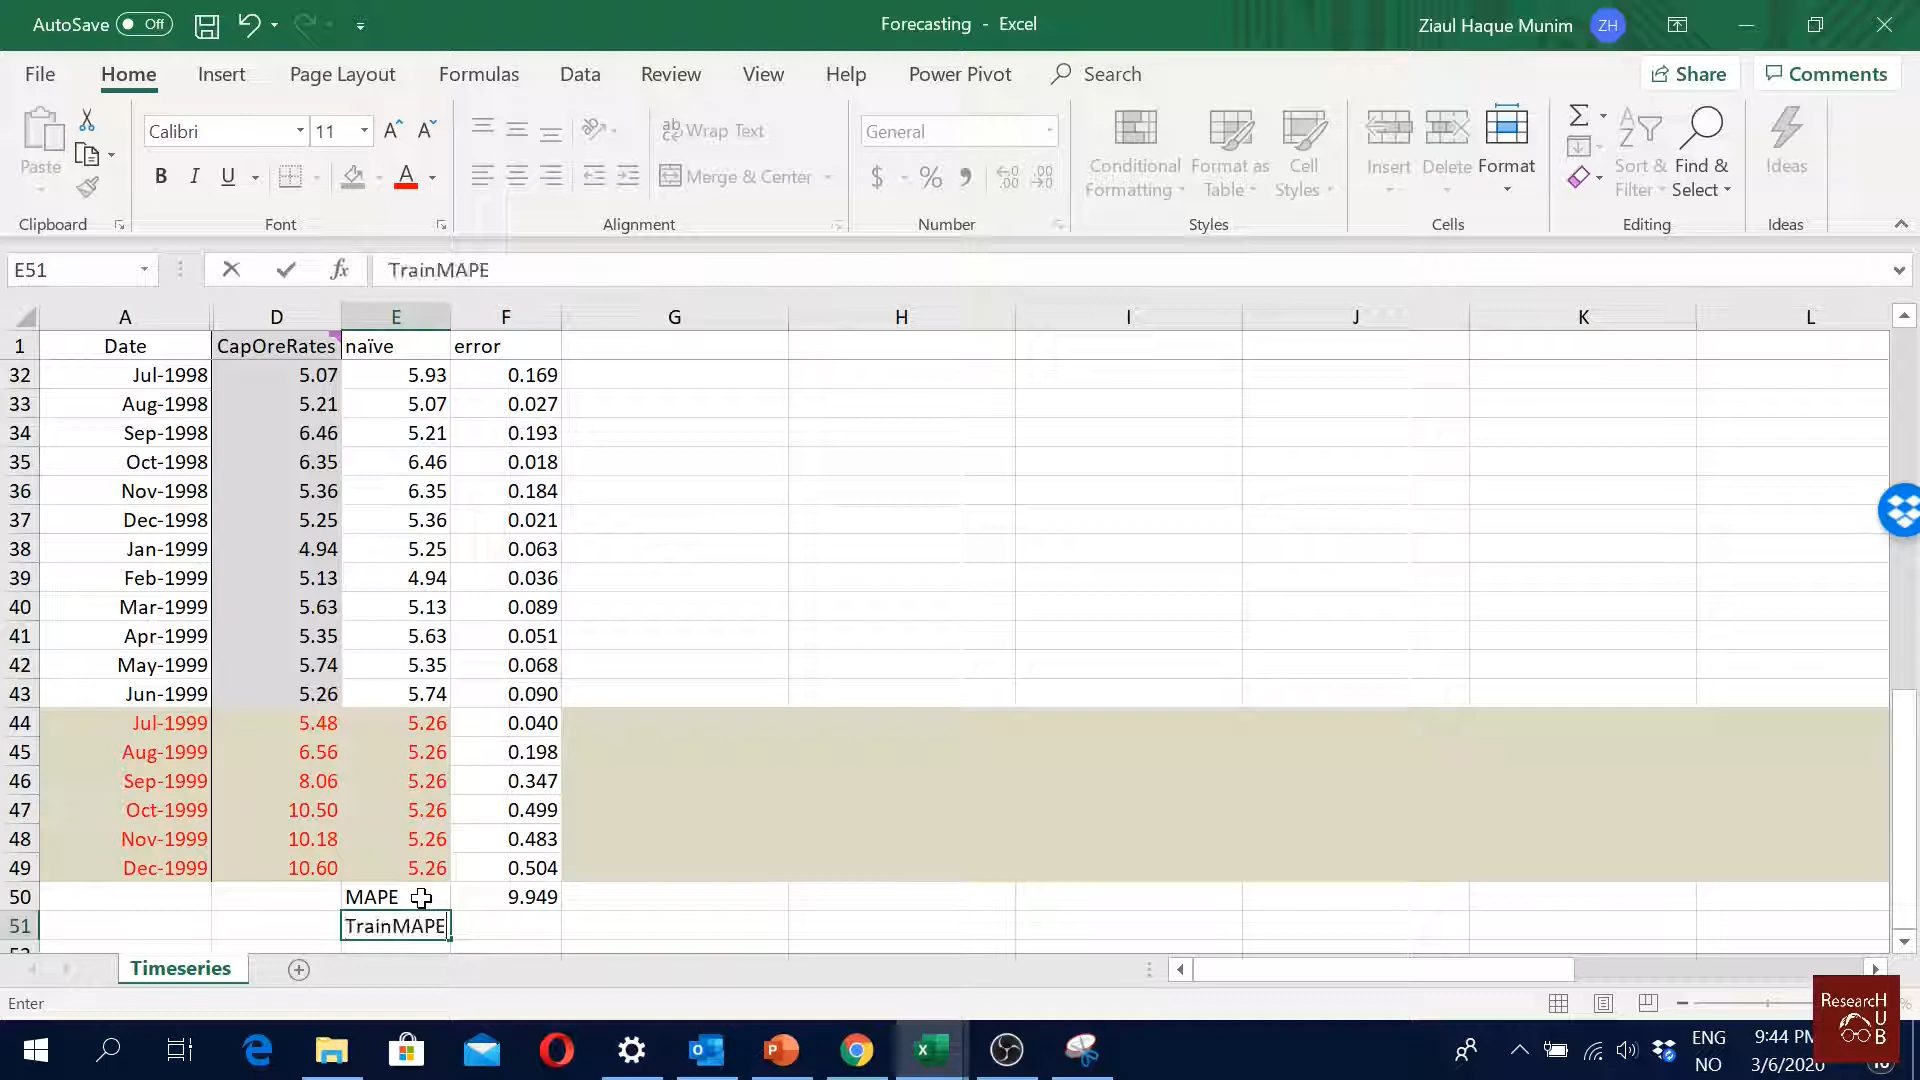 AutoSave Off
Forecasting - Excel
Ziaul Haque Munim ZH
File Home Insert Page Layout Formulas Data Review View Help Power Pivot Search Share Comments
Paste
Calibri 11
B I U
Wrap Text
Merge & Center
General
$ % ,
Conditional Formatting
Format as Table
Cell Styles
Insert Delete Format
Sort & Filter
Find & Select
Ideas
Clipboard Font Alignment Number Styles Cells Editing Ideas
E51 fx TrainMAPE
A D E F G H I J K L
1 Date CapOreRates naïve error
32 Jul-1998 5.07 5.93 0.169
33 Aug-1998 5.21 5.07 0.027
34 Sep-1998 6.46 5.21 0.193
35 Oct-1998 6.35 6.46 0.018
36 Nov-1998 5.36 6.35 0.184
37 Dec-1998 5.25 5.36 0.021
38 Jan-1999 4.94 5.25 0.063
39 Feb-1999 5.13 4.94 0.036
40 Mar-1999 5.63 5.13 0.089
41 Apr-1999 5.35 5.63 0.051
42 May-1999 5.74 5.35 0.068
43 Jun-1999 5.26 5.74 0.090
44 Jul-1999 5.48 5.26 0.040
45 Aug-1999 6.56 5.26 0.198
46 Sep-1999 8.06 5.26 0.347
47 Oct-1999 10.50 5.26 0.499
48 Nov-1999 10.18 5.26 0.483
49 Dec-1999 10.60 5.26 0.504
50 MAPE 9.949
51 TrainMAPE
Timeseries
Enter
ResearcH
U
B
ENG
NO
9:44 PM
3/6/2020